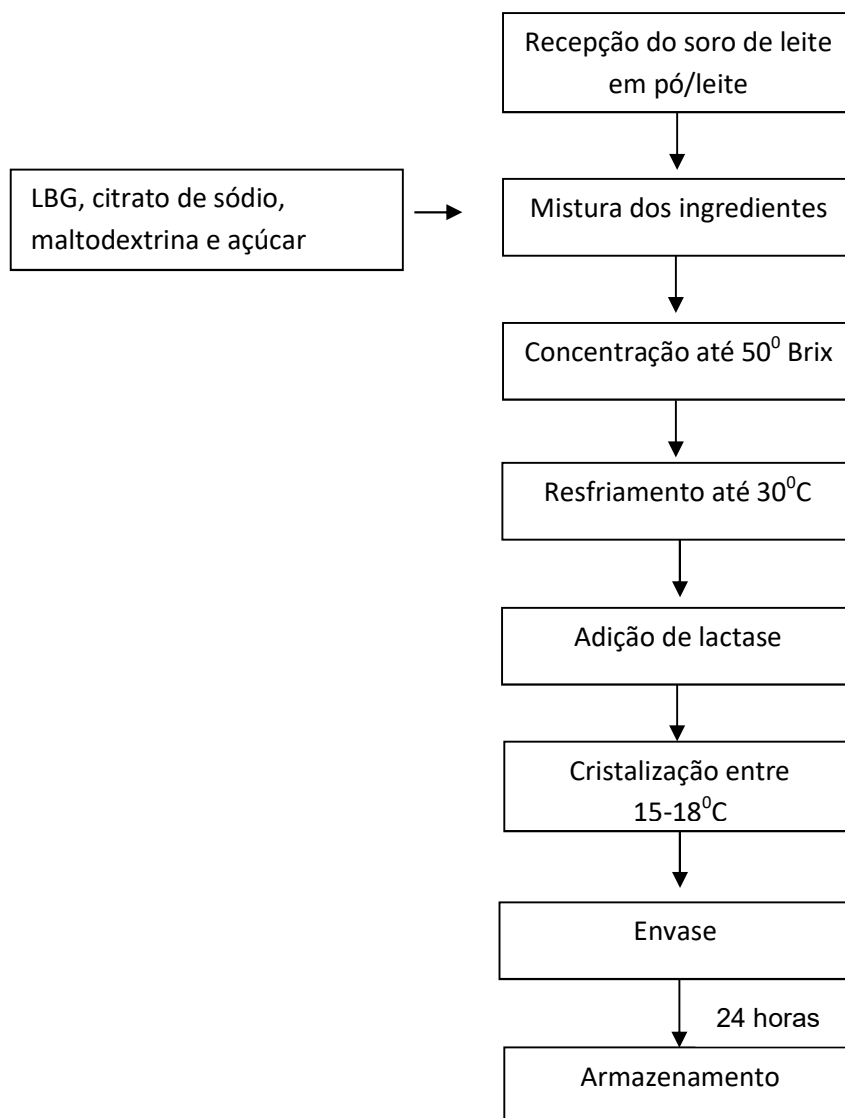 Recepção do soro de leite
em pó/leite
LBG, citrato de sódio,
maltodextrina e açúcar
Mistura dos ingredientes
Concentração até 50⁰ Brix
Resfriamento até 30⁰C
Adição de lactase
Cristalização entre
15-18⁰C
Envase
24 horas
Armazenamento